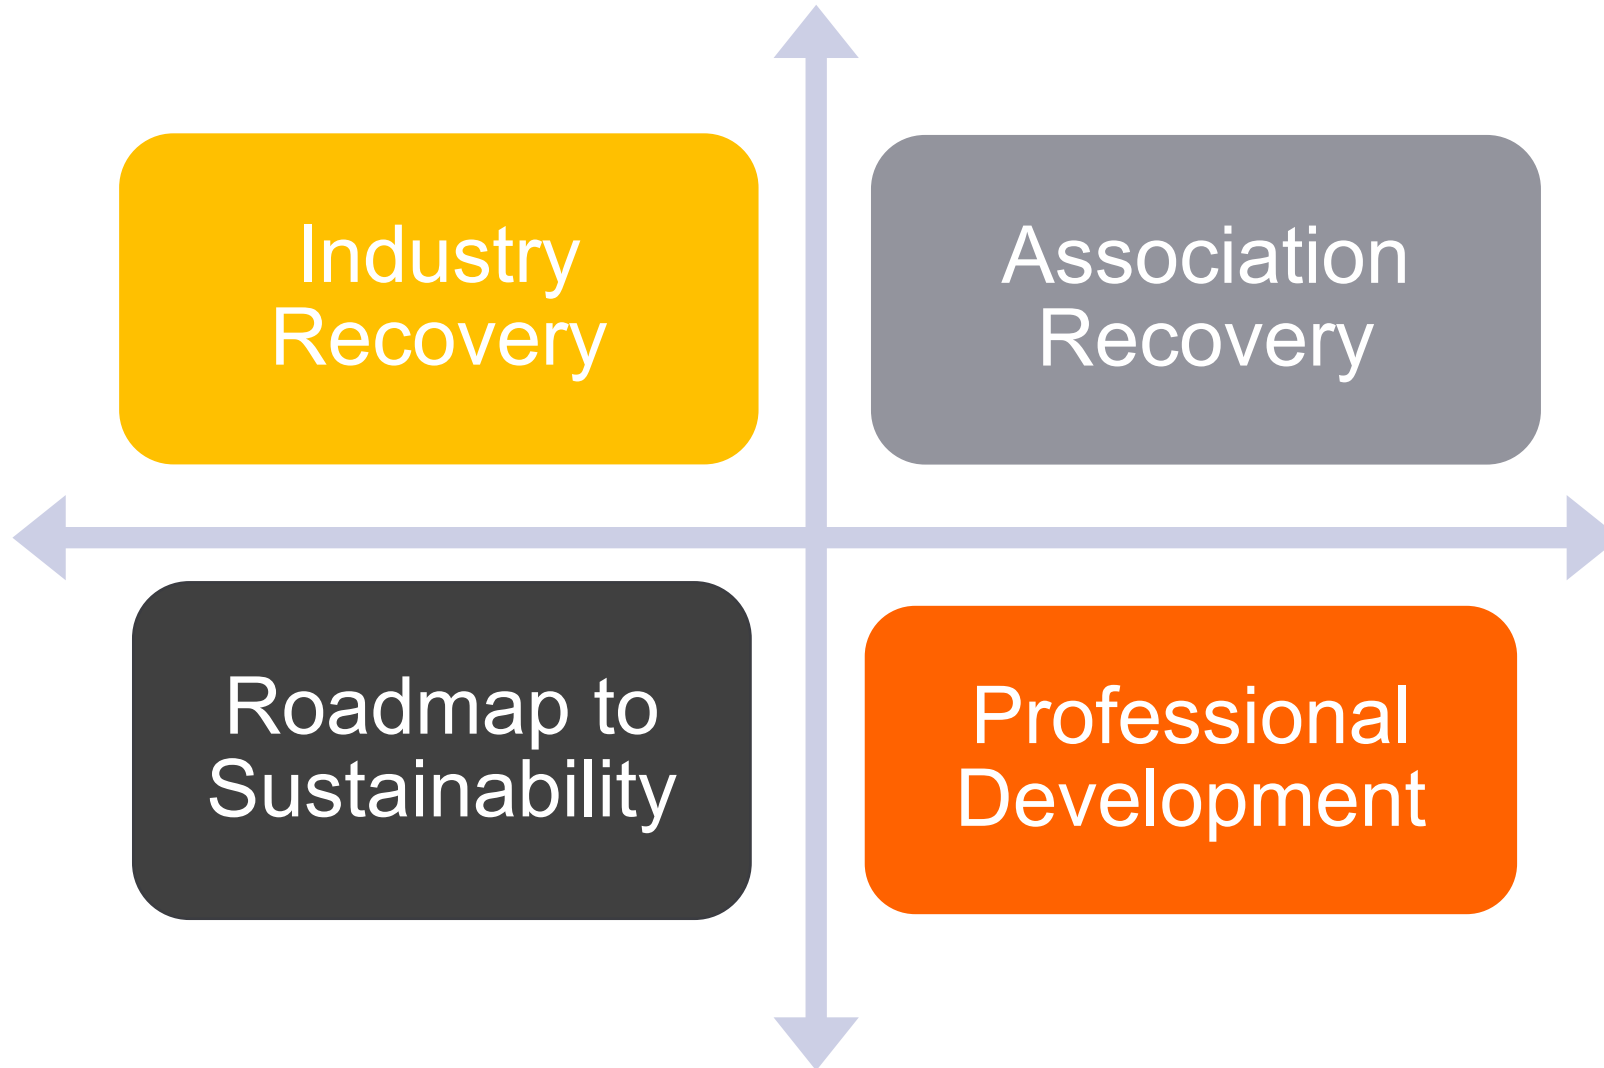 Industry
Recovery
Association
Recovery
Roadmap to
Sustainability
Professional
Development